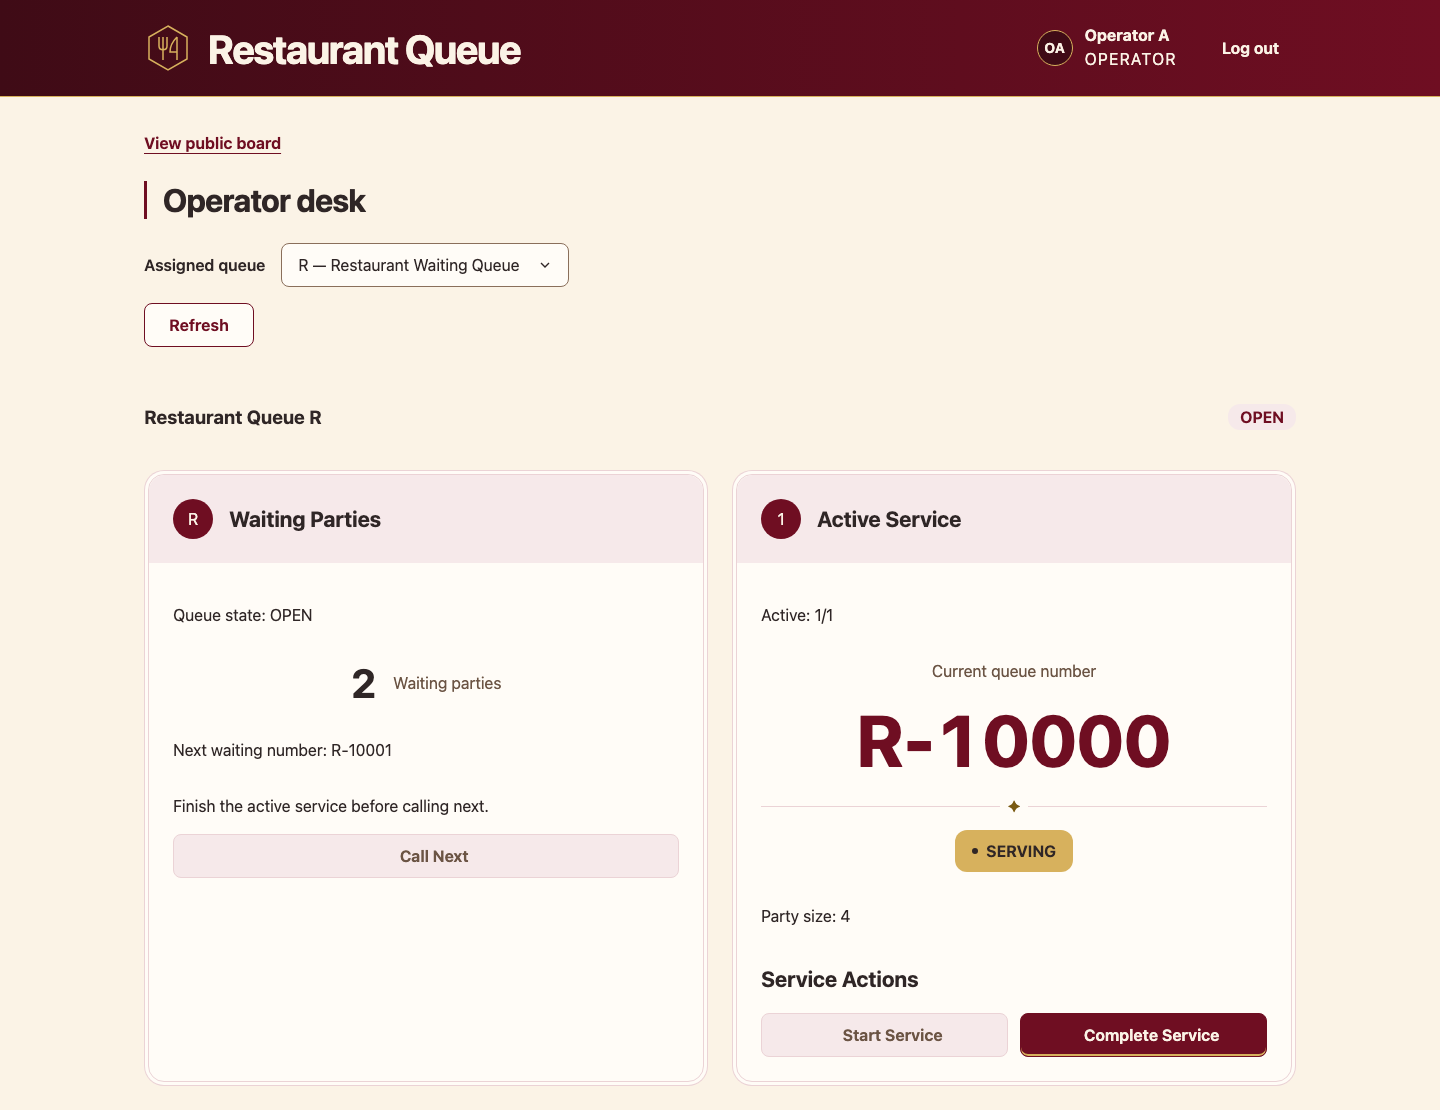 Restaurant Queue
OA
Operator A
OPERATOR
Log out
View public board
Operator desk
Assigned queue
R — Restaurant Waiting Queue
Refresh
Restaurant Queue R
OPEN
R
Waiting Parties
Queue state: OPEN
2 Waiting parties
Next waiting number: R-10001
Finish the active service before calling next.
Call Next
1
Active Service
Active: 1/1
Current queue number
R-10000
SERVING
Party size: 4
Service Actions
Start Service
Complete Service